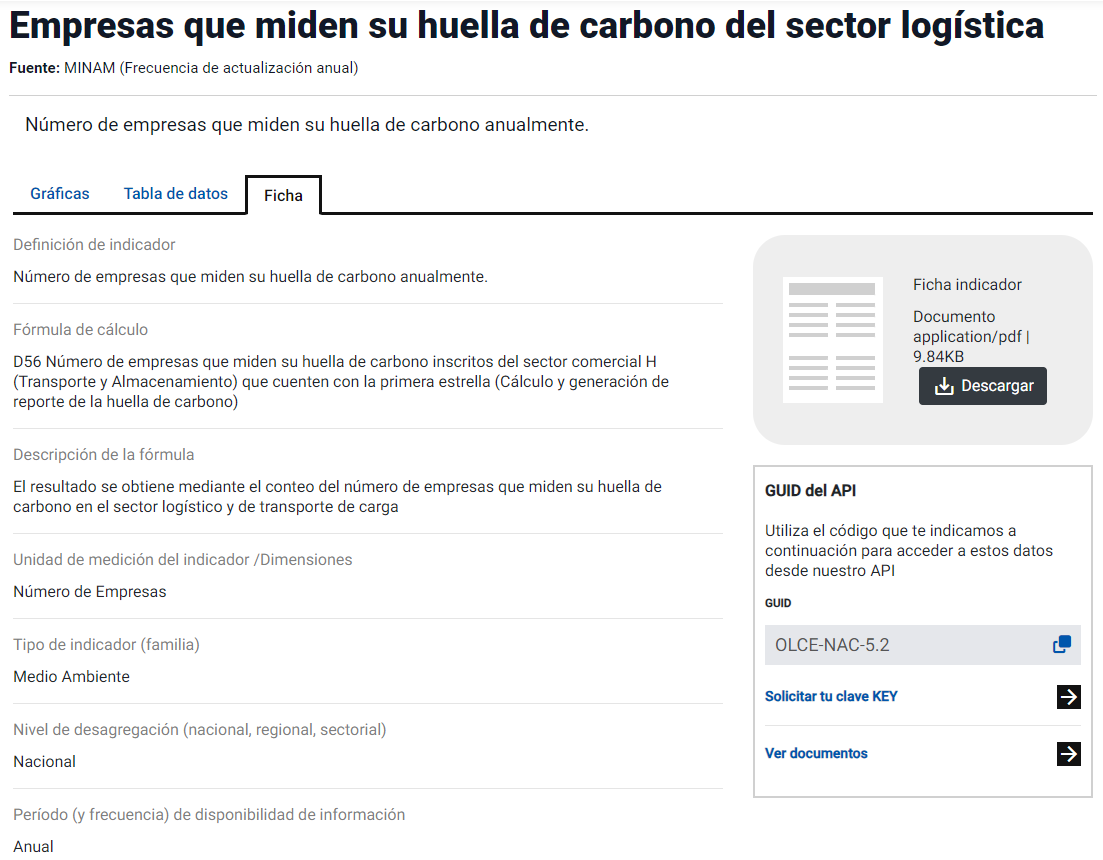 Empresas que miden su huella de carbono del sector logística
Fuente: MINAM (Frecuencia de actualización anual)
Número de empresas que miden su huella de carbono anualmente.
Gráficas
Tabla de datos
Ficha
Definición de indicador
Número de empresas que miden su huella de carbono anualmente.
Fórmula de cálculo
D56 Número de empresas que miden su huella de carbono inscritos del sector comercial H
(Transporte y Almacenamiento) que cuenten con la primera estrella (Cálculo y generación de
reporte de la huella de carbono)
Descripción de la fórmula
El resultado se obtiene mediante el conteo del número de empresas que miden su huella de
carbono en el sector logístico y de transporte de carga
Unidad de medición del indicador /Dimensiones
Número de Empresas
Tipo de indicador (familia)
Medio Ambiente
Nivel de desagregación (nacional, regional, sectorial)
Nacional
Período (y frecuencia) de disponibilidad de información
Anual
Ficha indicador
Documento
application/pdf |
9.84KB
Descargar
GUID del API
Utiliza el código que te indicamos a
continuación para acceder a estos datos
desde nuestro API
GUID
OLCE-NAC-5.2
Solicitar tu clave KEY
Ver documentos